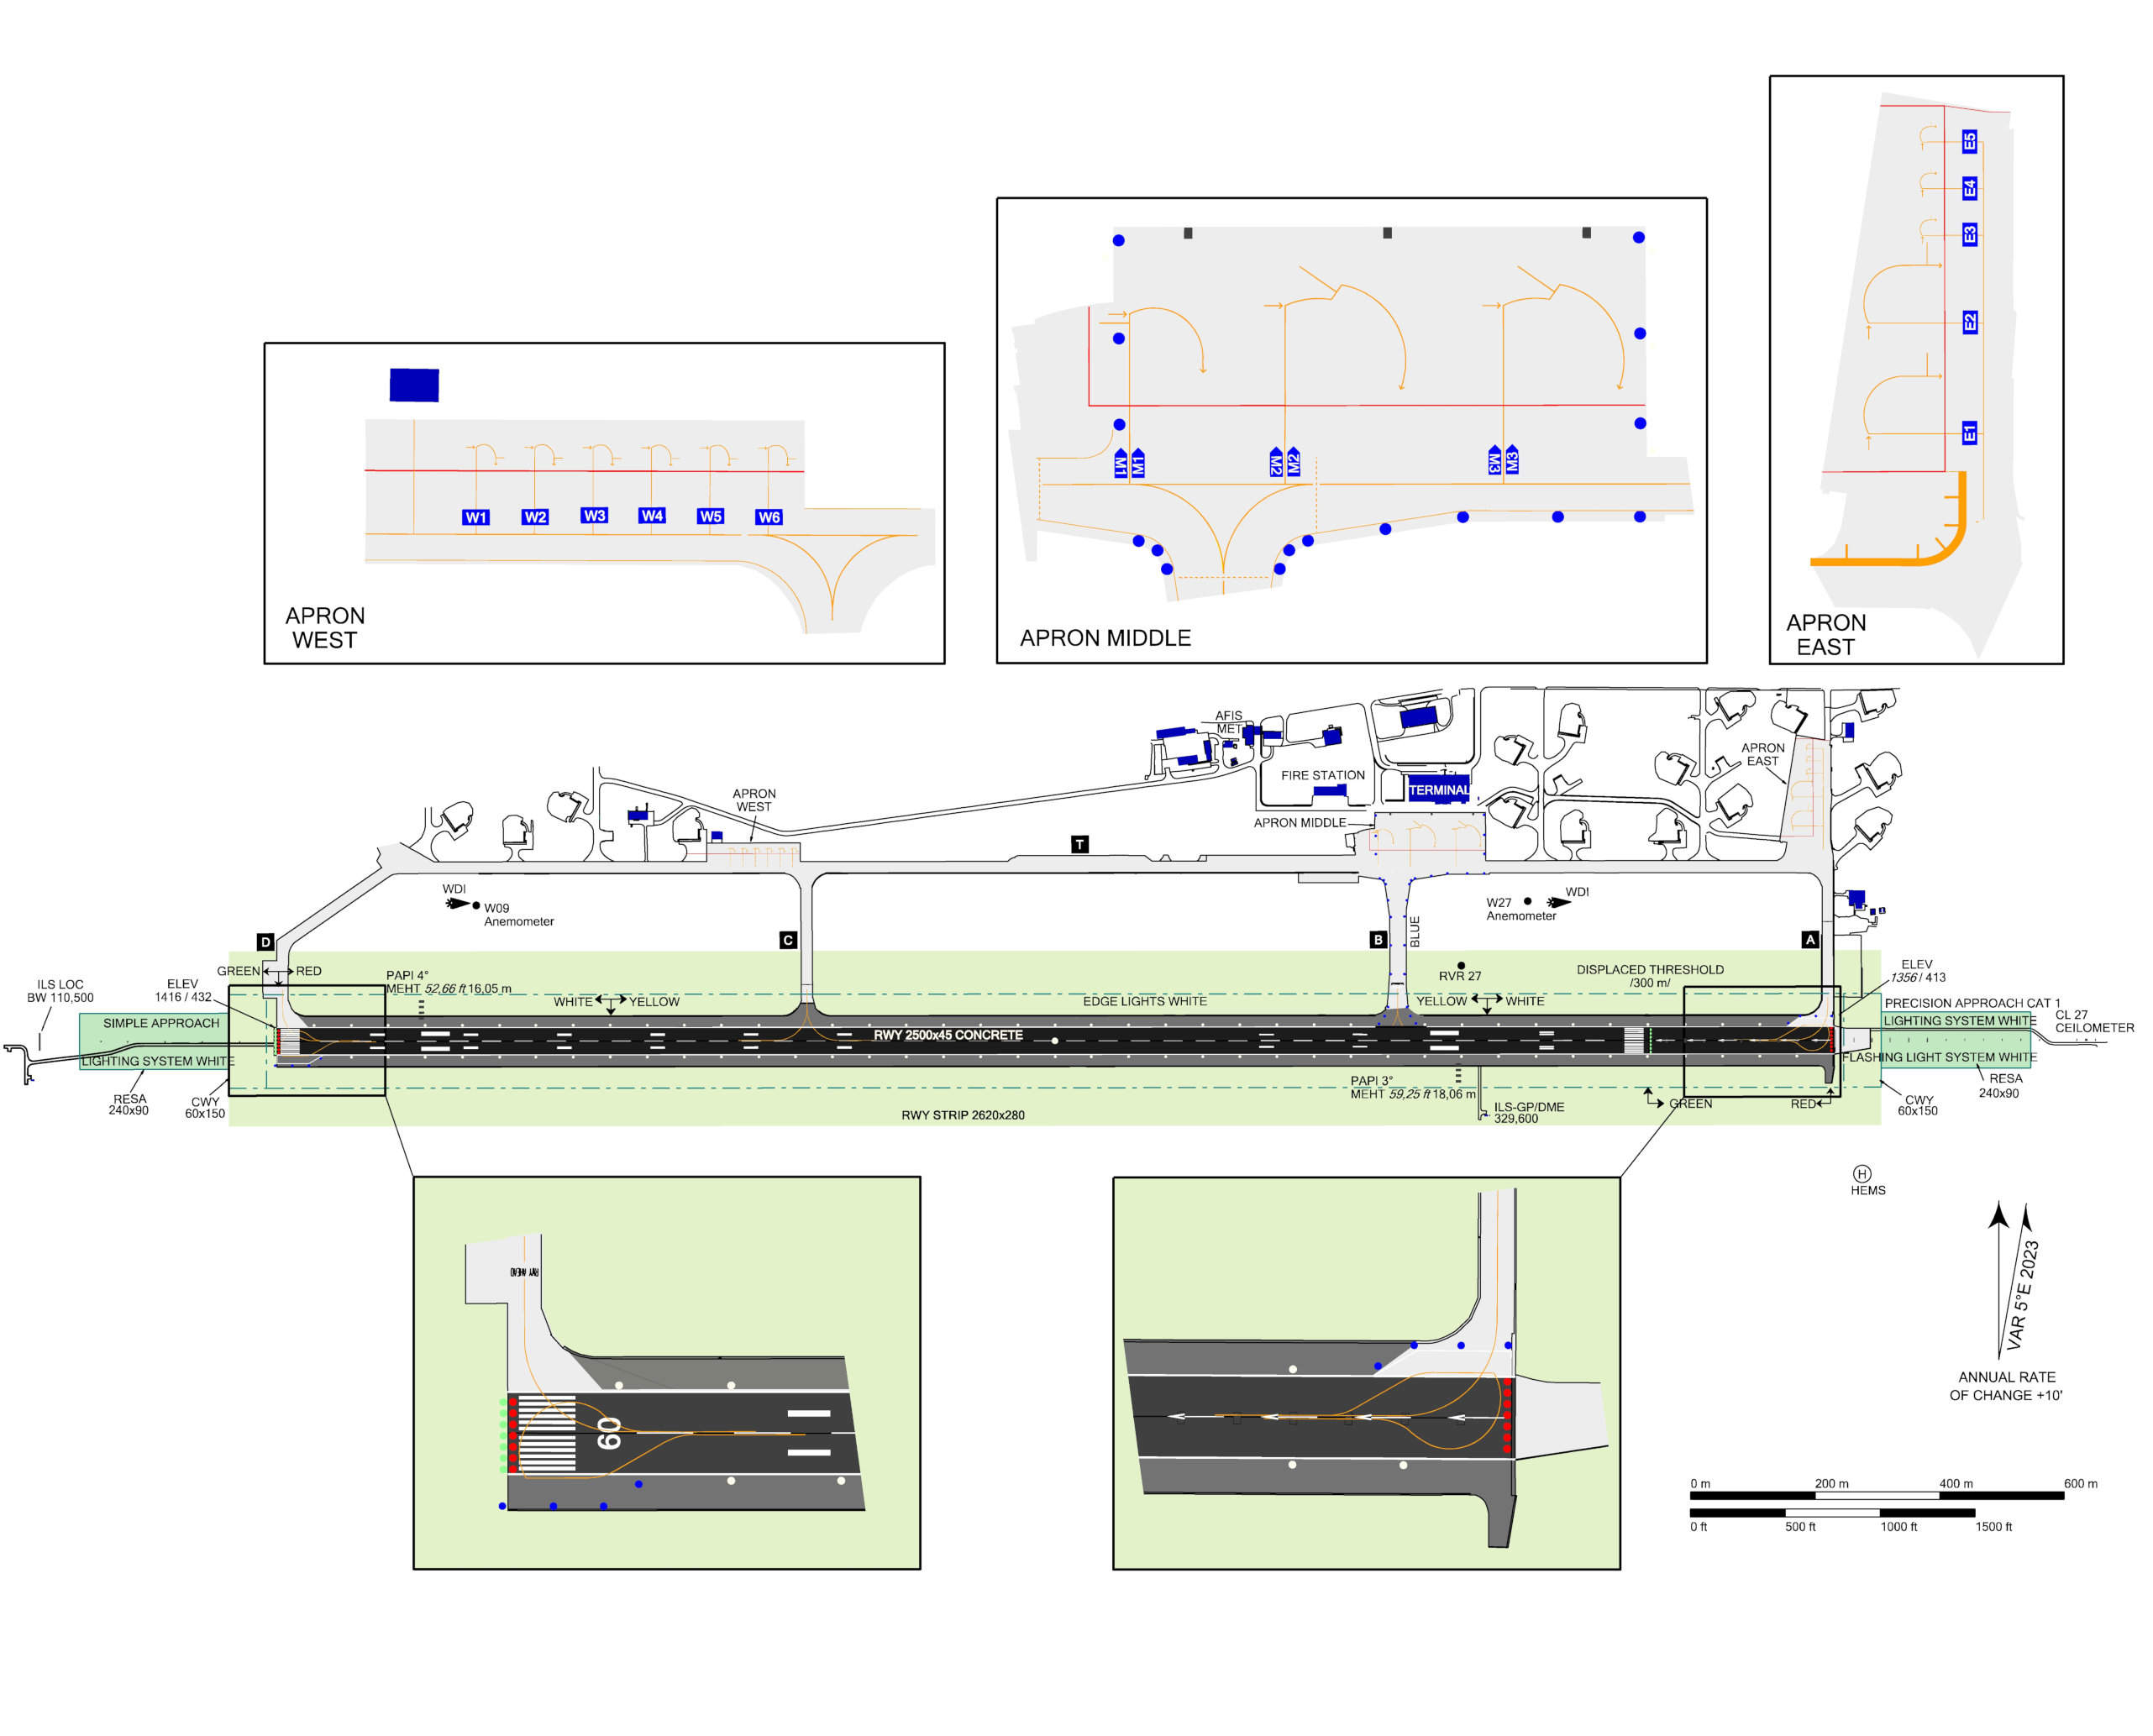 E5
E4
E3
E2
E1
APRON
EAST
M1
M1
M2
M2
M3
M3
APRON MIDDLE
W1
W2
W3
W4
W5
W6
APRON
WEST
AFIS
MET
FIRE STATION
TERMINAL
APRON
EAST
APRON
WEST
APRON MIDDLE
T
WDI
W09
Anemometer
W27
Anemometer
WDI
D
C
B
BLUE
A
GREEN
RED
ILS LOC
BW 110,500
ELEV
1416 / 432
PAPI 4°
MEHT 52,66 ft 16,05 m
WHITE
YELLOW
EDGE LIGHTS WHITE
RVR 27
YELLOW
WHITE
DISPLACED THRESHOLD
/300 m/
ELEV
1356 / 413
PRECISION APPROACH CAT 1
LIGHTING SYSTEM WHITE
CL 27
CEILOMETER
FLASHING LIGHT SYSTEM WHITE
SIMPLE APPROACH
LIGHTING SYSTEM WHITE
RWY 2500x45 CONCRETE
RESA
240x90
CWY
60x150
PAPI 3°
MEHT 59,25 ft 18,06 m
ILS-GP/DME
329,600
GREEN
RED
RESA
240x90
CWY
60x150
RWY STRIP 2620x280
H
HEMS
RWY AHEAD
09
VAR 5°E 2023
ANNUAL RATE
OF CHANGE +10'
0 m 200 m 400 m 600 m
0 ft 500 ft 1000 ft 1500 ft